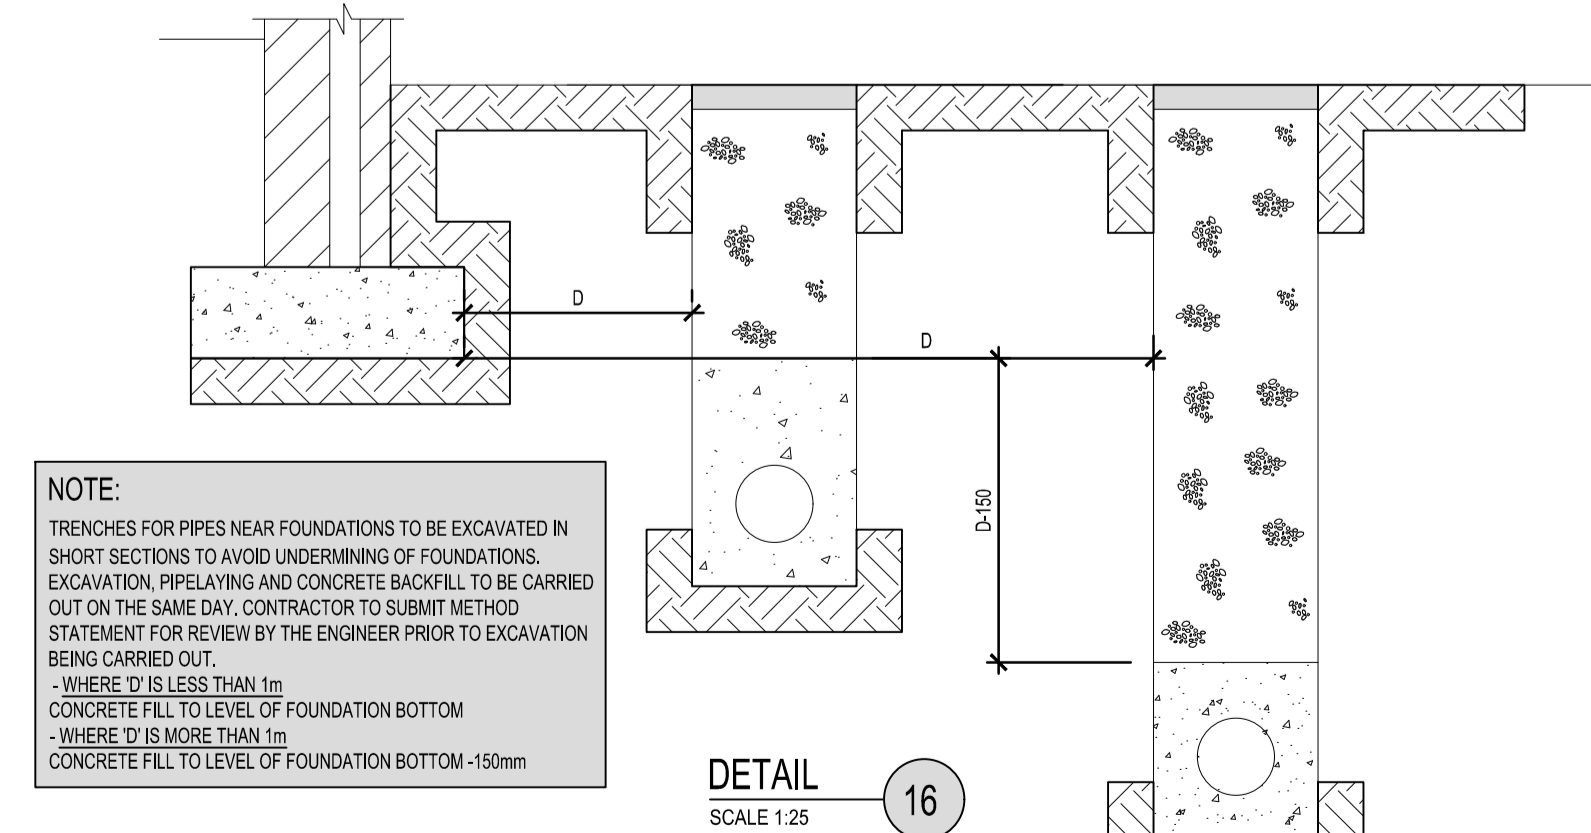 D
D
D-150
NOTE:
TRENCHES FOR PIPES NEAR FOUNDATIONS TO BE EXCAVATED IN
SHORT SECTIONS TO AVOID UNDERMINING OF FOUNDATIONS.
EXCAVATION, PIPELAYING AND CONCRETE BACKFILL TO BE CARRIED
OUT ON THE SAME DAY. CONTRACTOR TO SUBMIT METHOD
STATEMENT FOR REVIEW BY THE ENGINEER PRIOR TO EXCAVATION
BEING CARRIED OUT.
- WHERE 'D' IS LESS THAN 1m
CONCRETE FILL TO LEVEL OF FOUNDATION BOTTOM
- WHERE 'D' IS MORE THAN 1m
CONCRETE FILL TO LEVEL OF FOUNDATION BOTTOM -150mm
DETAIL
SCALE 1:25
16